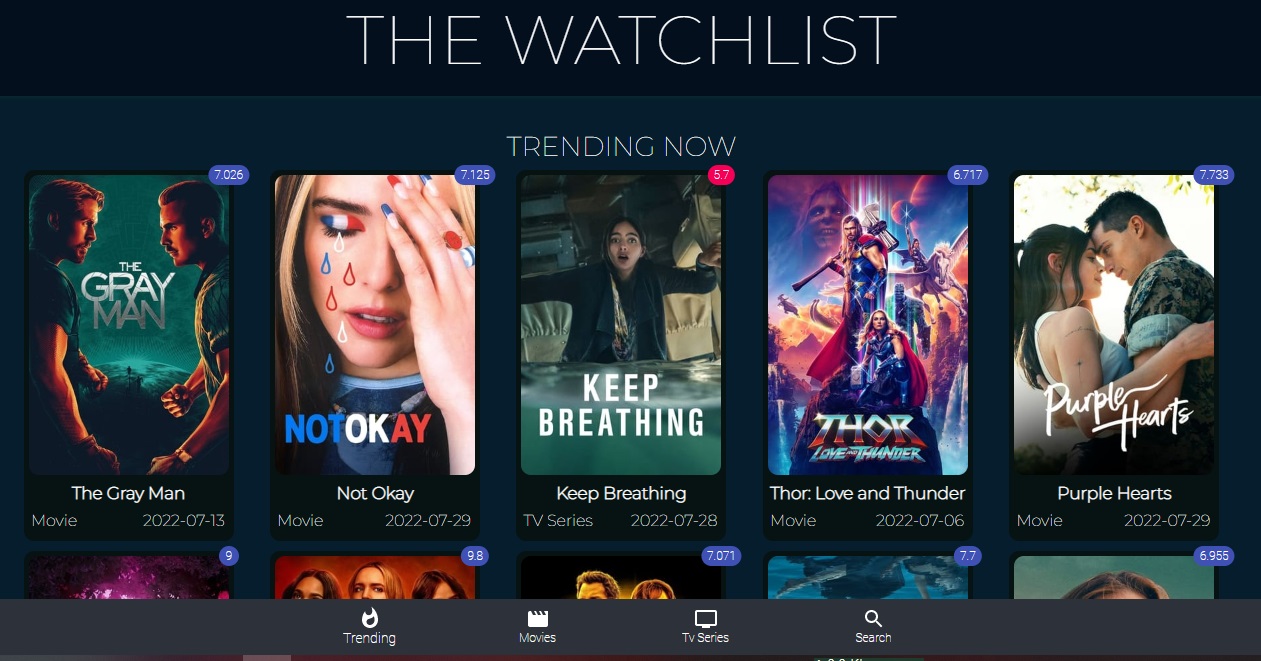 THE WATCHLIST
TRENDING NOW
7.026
7.125
5.7
6.717
7.733
THE
GRAY
MAN
NOTOKAY
KEEP
BREATHING
THOR
LOVE AND THUNDER
Purple
Hearts
The Gray Man
Not Okay
Keep Breathing
Thor: Love and Thunder
Purple Hearts
Movie 2022-07-13
Movie 2022-07-29
TV Series 2022-07-28
Movie 2022-07-06
Movie 2022-07-29
9
9.8
7.071
7.7
6.955
Trending
Movies
Tv Series
Search